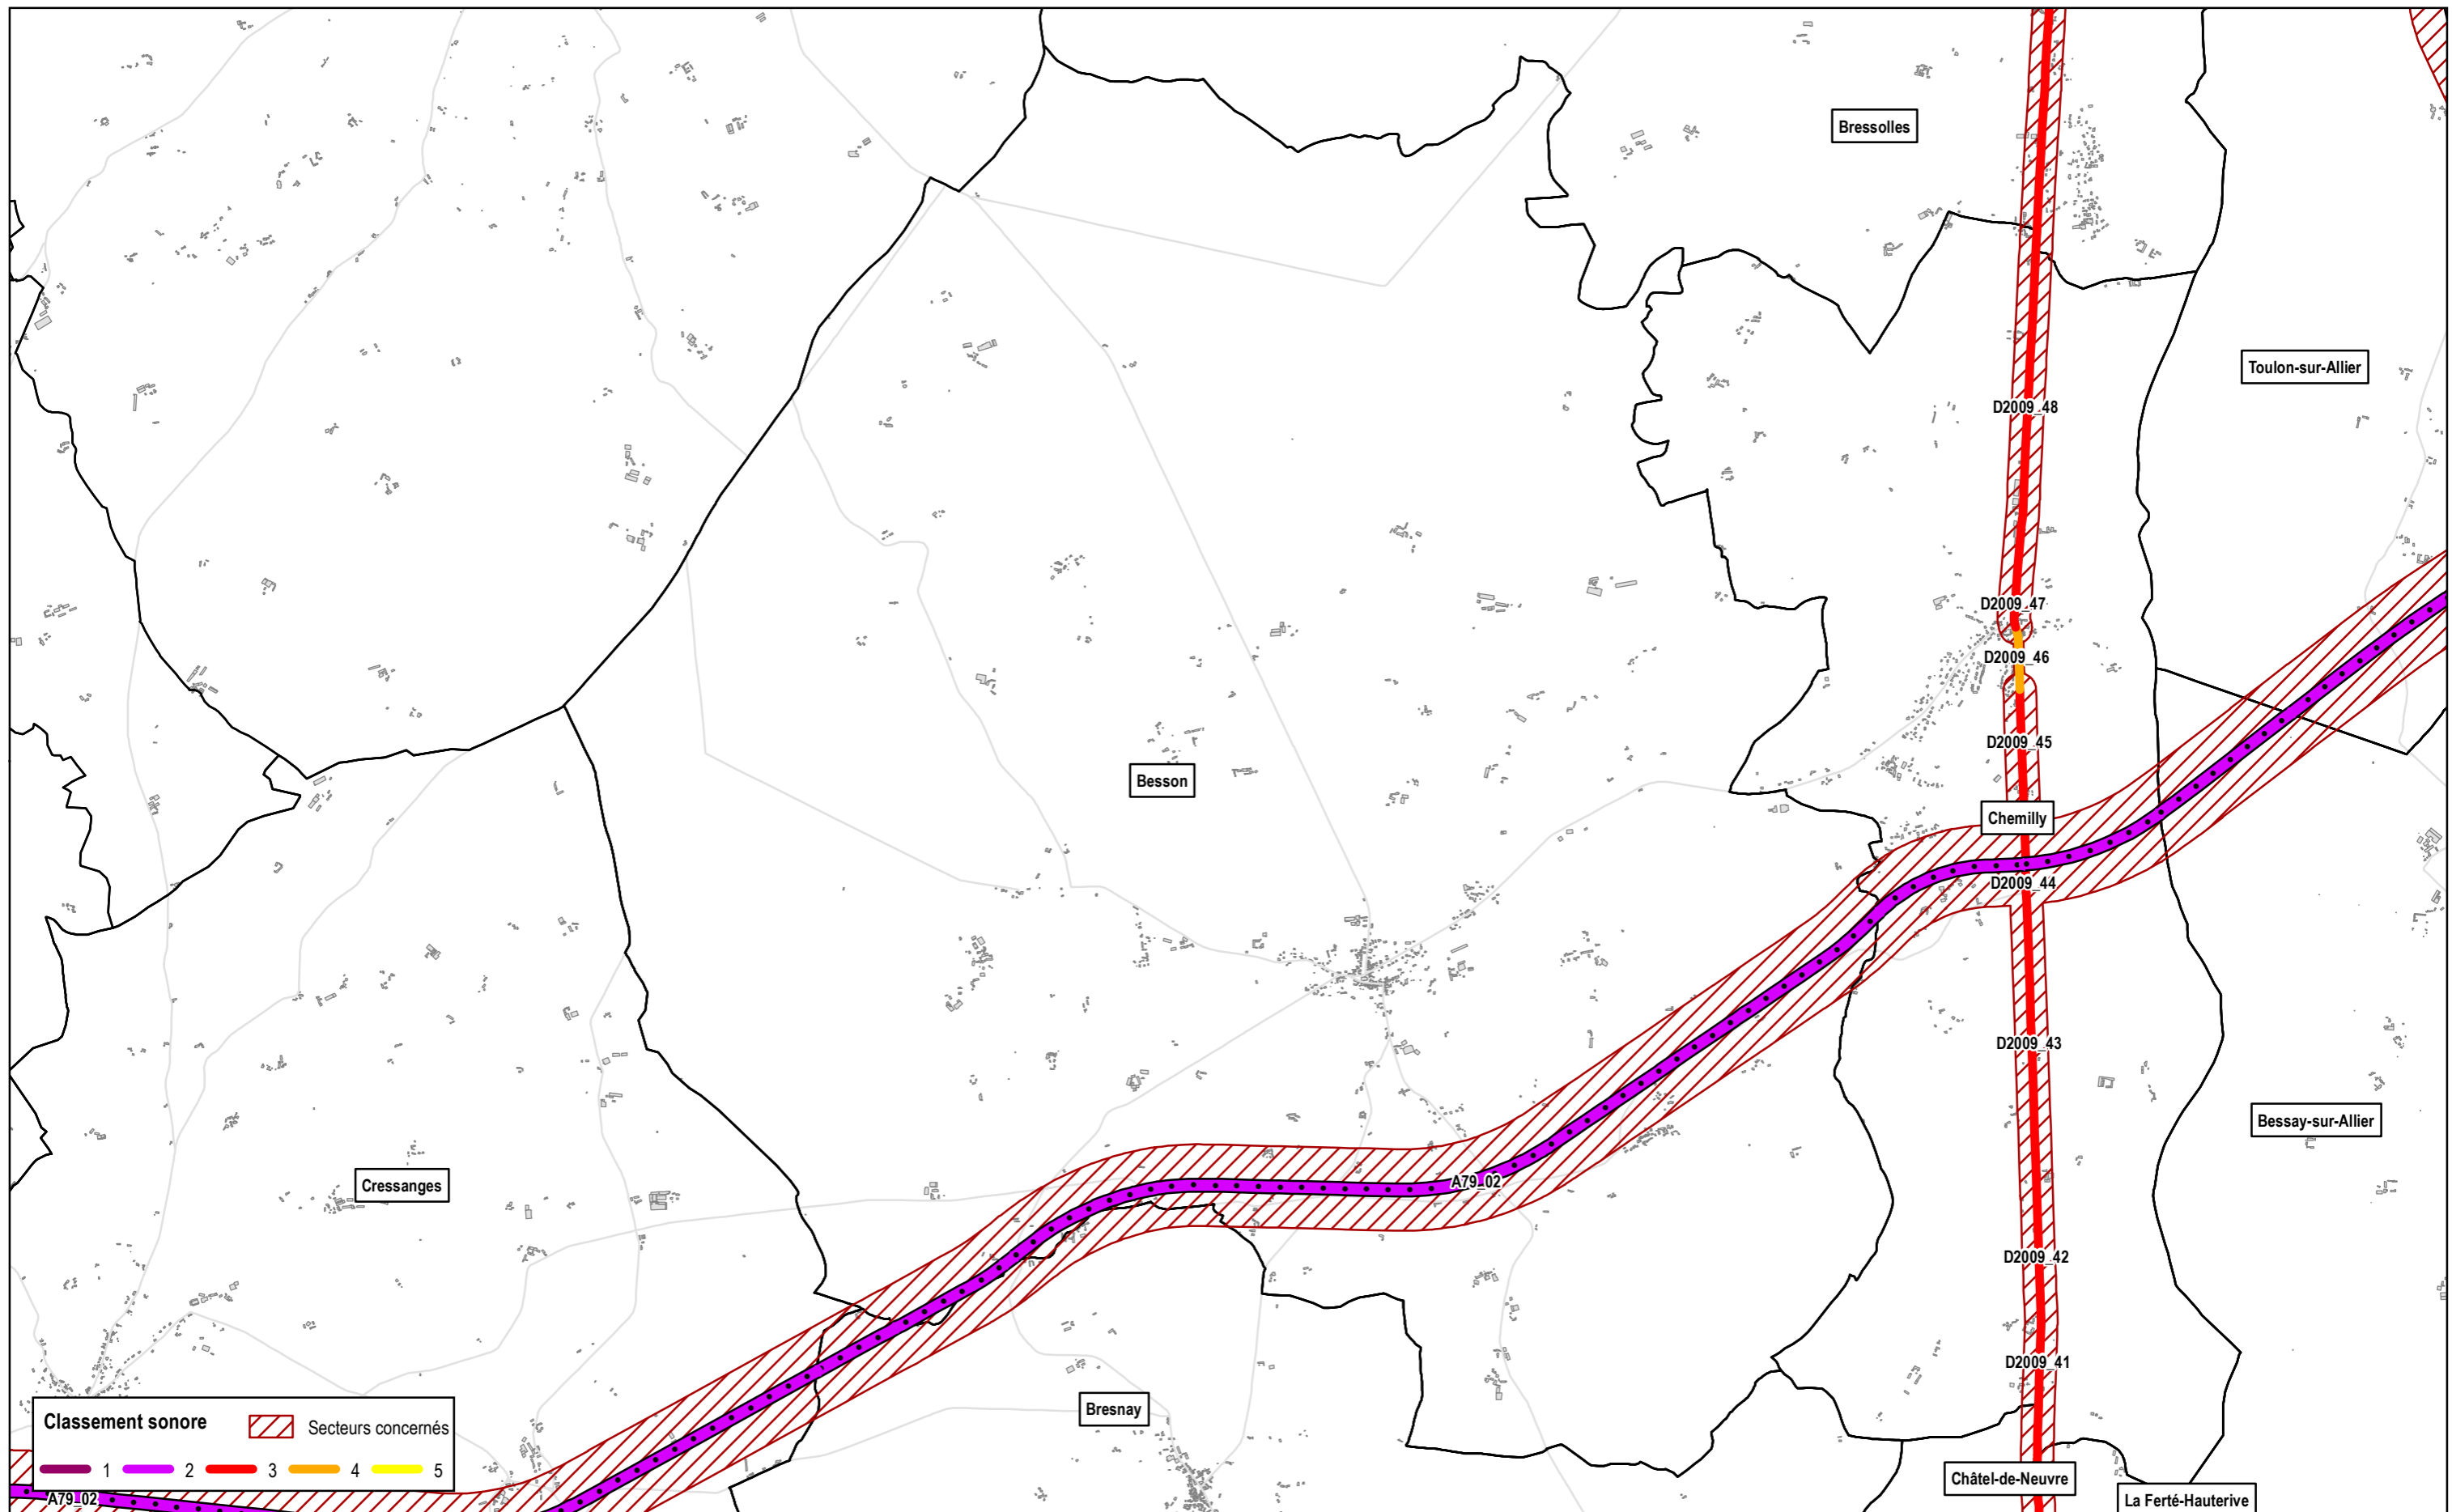 Bressolles
Toulon-sur-Allier
D2009_48
D2009_47
D2009_46
D2009_45
Besson
Chemilly
D2009_44
D2009_43
Bessay-sur-Allier
A79_02
Cressanges
D2009_42
D2009_41
Bresnay
Classement sonore
Secteurs concernés
1 2 3 4 5
A79_02
Châtel-de-Neuvre
La Ferté-Hauterive